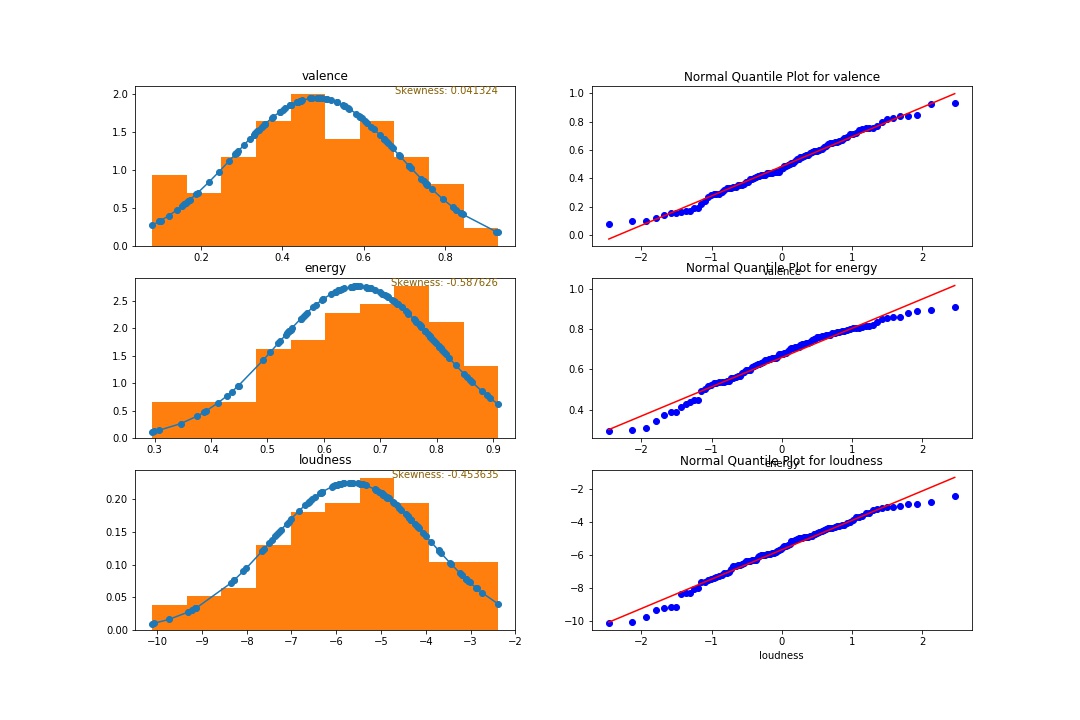 valence
Skewness: 0.041324
2.0
1.5
1.0
0.5
0.0
0.2 0.4 0.6 0.8
Normal Quantile Plot for valence
1.0
0.8
0.6
0.4
0.2
0.0
−2 −1 0 1 2
valence
energy
Skewness: -0.587626
2.5
2.0
1.5
1.0
0.5
0.0
0.3 0.4 0.5 0.6 0.7 0.8 0.9
Normal Quantile Plot for energy
1.0
0.8
0.6
0.4
−2 −1 0 1 2
energy
loudness
Skewness: -0.453635
0.20
0.15
0.10
0.05
0.00
−10 −9 −8 −7 −6 −5 −4 −3 −2
Normal Quantile Plot for loudness
−2
−4
−6
−8
−10
−2 −1 0 1 2
loudness